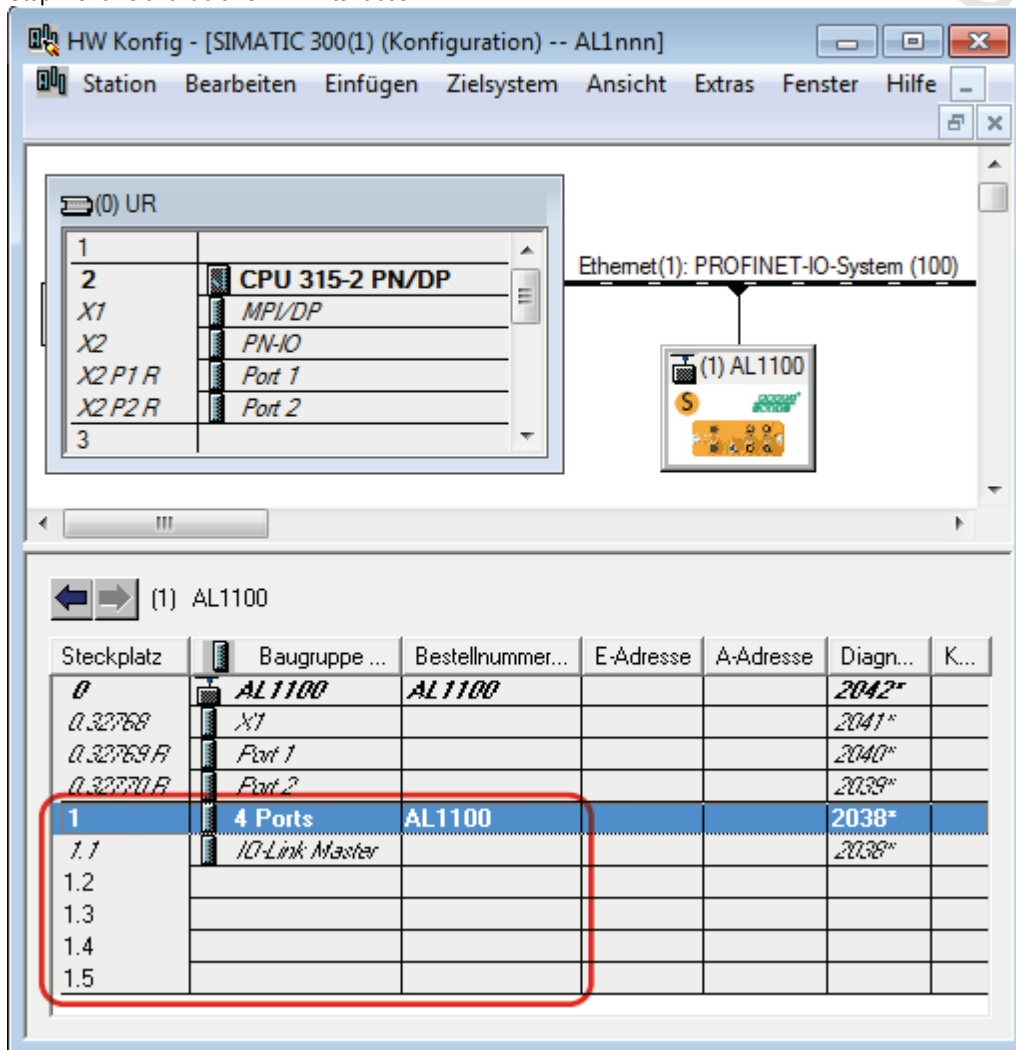 HW Konfig - [SIMATIC 300(1) (Konfiguration) -- AL1nnn]
Station Bearbeiten Einfügen Zielsystem Ansicht Extras Fenster Hilfe
(0) UR
1
2 CPU 315-2 PN/DP
X1 MPI/DP
X2 PN-IO
X2 P1 R Port 1
X2 P2 R Port 2
3
Ethernet(1): PROFINET-IO-System (100)
(1) AL1100
S
(1) AL1100
Steckplatz Baugruppe ... Bestellnummer... E-Adresse A-Adresse Diagn... K...
0 AL1100 AL1100 2042*
0.32768 X1 2041*
0.32769 R Port 1 2040*
0.32770 R Port 2 2039*
1 4 Ports AL1100 2038*
1.1 IO-Link Master 2038*
1.2
1.3
1.4
1.5